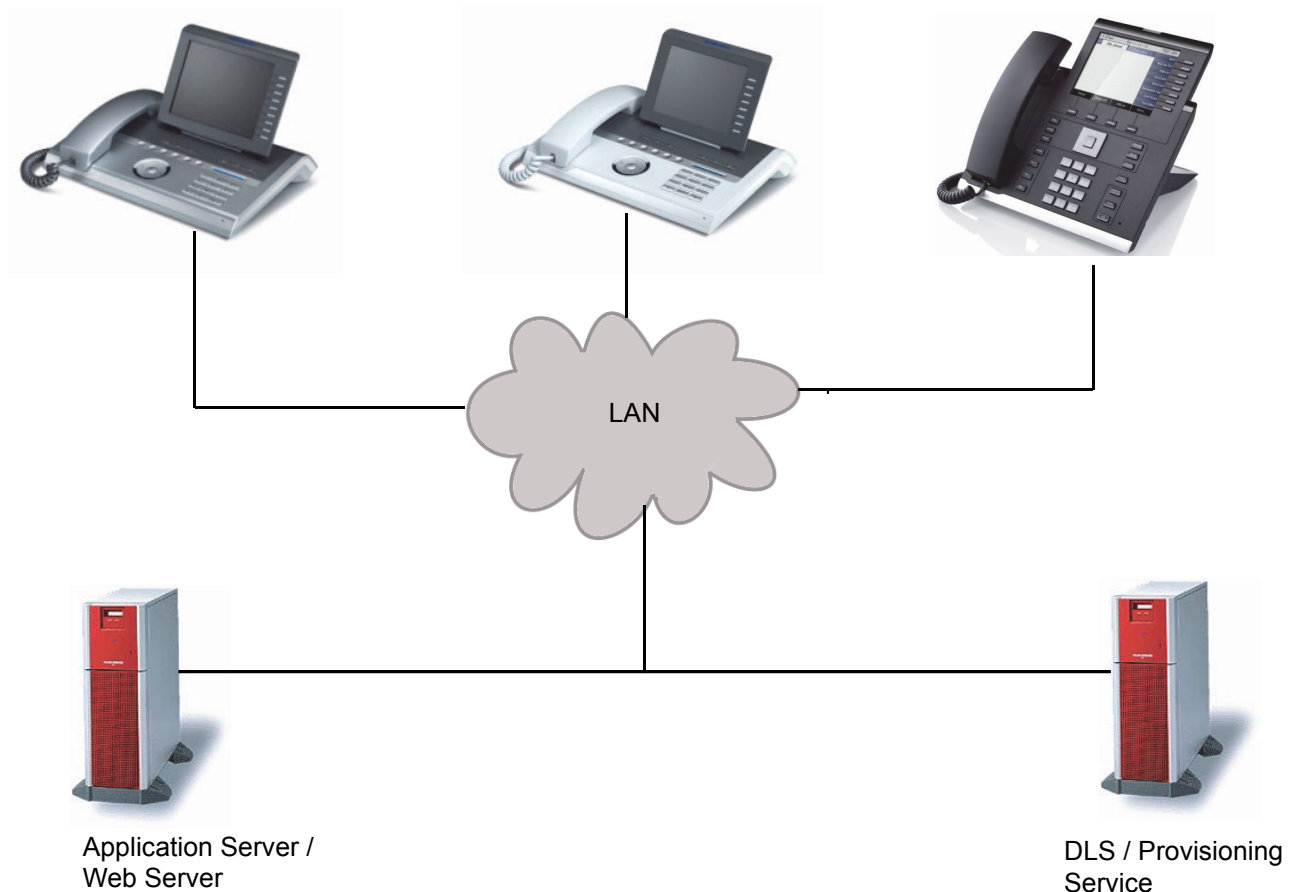 LAN
Application Server /
Web Server
DLS / Provisioning
Service